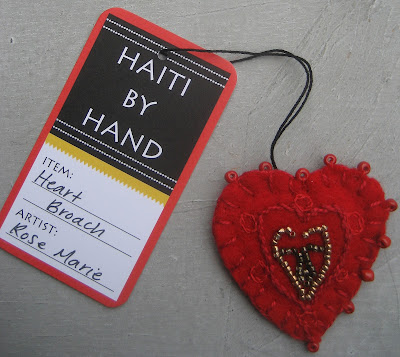 HAITI
BY
HAND
ITEM:
Heart
Broach
ARTIST:
Rose Marie